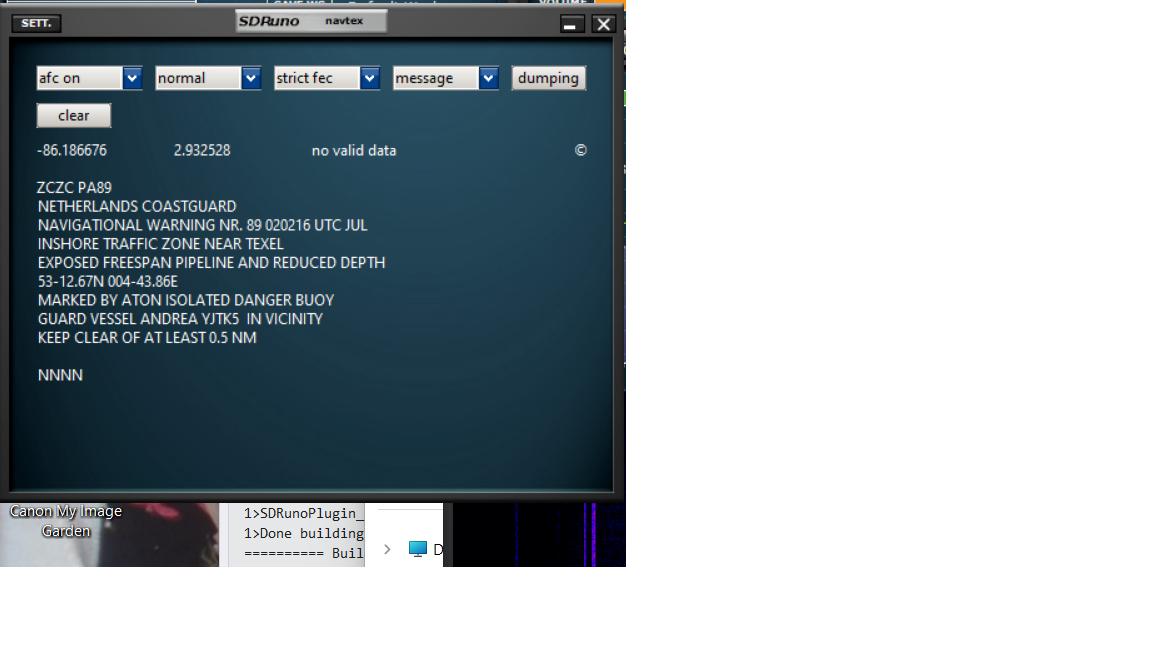 SETT.
SDRuno navtex
afc on normal strict fec message dumping
clear
-86.186676 2.932528 no valid data ©
ZCZC PA89
NETHERLANDS COASTGUARD
NAVIGATIONAL WARNING NR. 89 020216 UTC JUL
INSHORE TRAFFIC ZONE NEAR TEXEL
EXPOSED FREESPAN PIPELINE AND REDUCED DEPTH
53-12.67N 004-43.86E
MARKED BY ATON ISOLATED DANGER BUOY
GUARD VESSEL ANDREA YJTK5  IN VICINITY
KEEP CLEAR OF AT LEAST 0.5 NM
NNNN
Canon My Image
Garden
1>SDRunoPlugin_
1>Done building
========== Buil
D